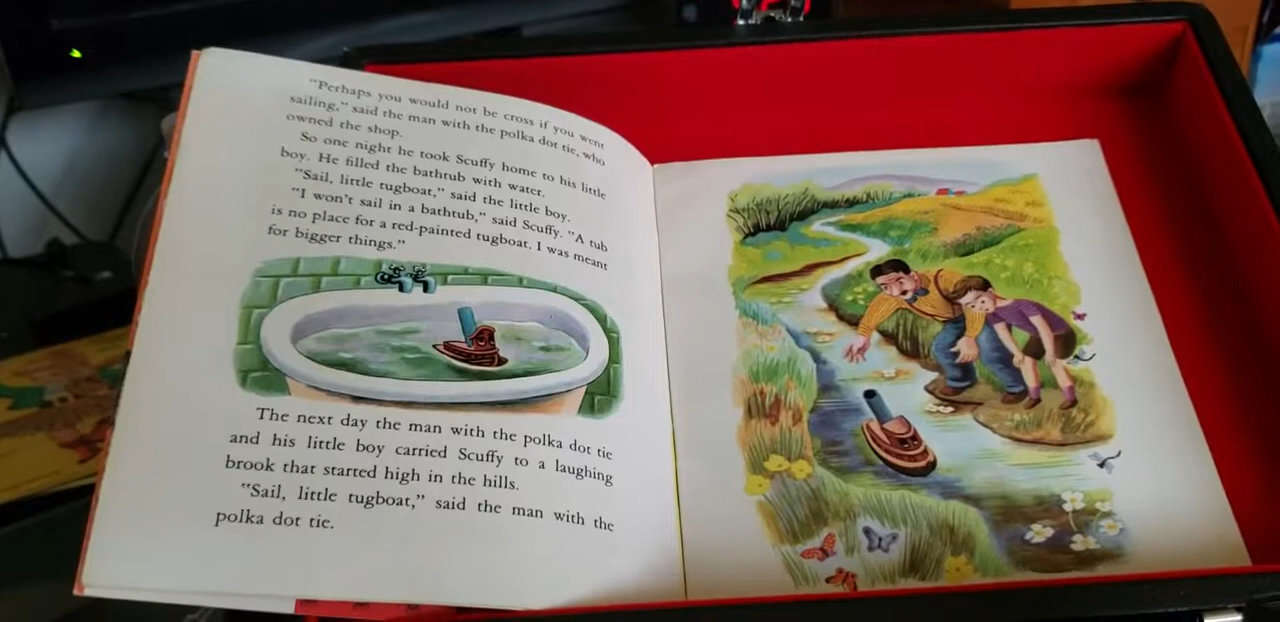 "Perhaps you would not be cross if you went
sailing," said the man with the polka dot tie, who
owned the shop.
So one night he took Scuffy home to his little
boy. He filled the bathtub with water.
"Sail, little tugboat," said the little boy.
"I won't sail in a bathtub," said Scuffy. "A tub
is no place for a red-painted tugboat. I was meant
for bigger things."
The next day the man with the polka dot tie
and his little boy carried Scuffy to a laughing
brook that started high in the hills.
"Sail, little tugboat," said the man with the
polka dot tie.